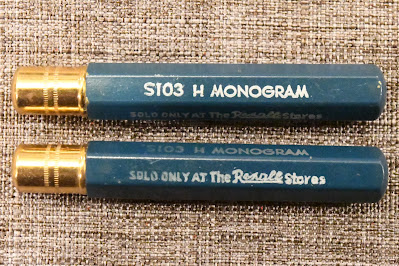 S103 H MONOGRAM
SOLD ONLY AT The Rexall Stores
S103 H MONOGRAM
SOLD ONLY AT The Rexall Stores